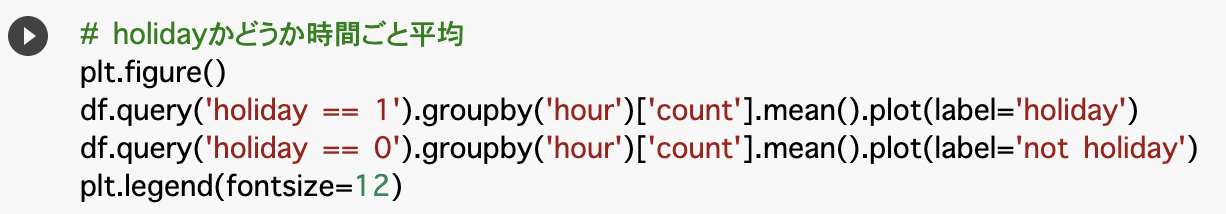 # holidayかどうか時間ごと平均
plt.figure()
df.query('holiday == 1').groupby('hour')['count'].mean().plot(label='holiday')
df.query('holiday == 0').groupby('hour')['count'].mean().plot(label='not holiday')
plt.legend(fontsize=12)